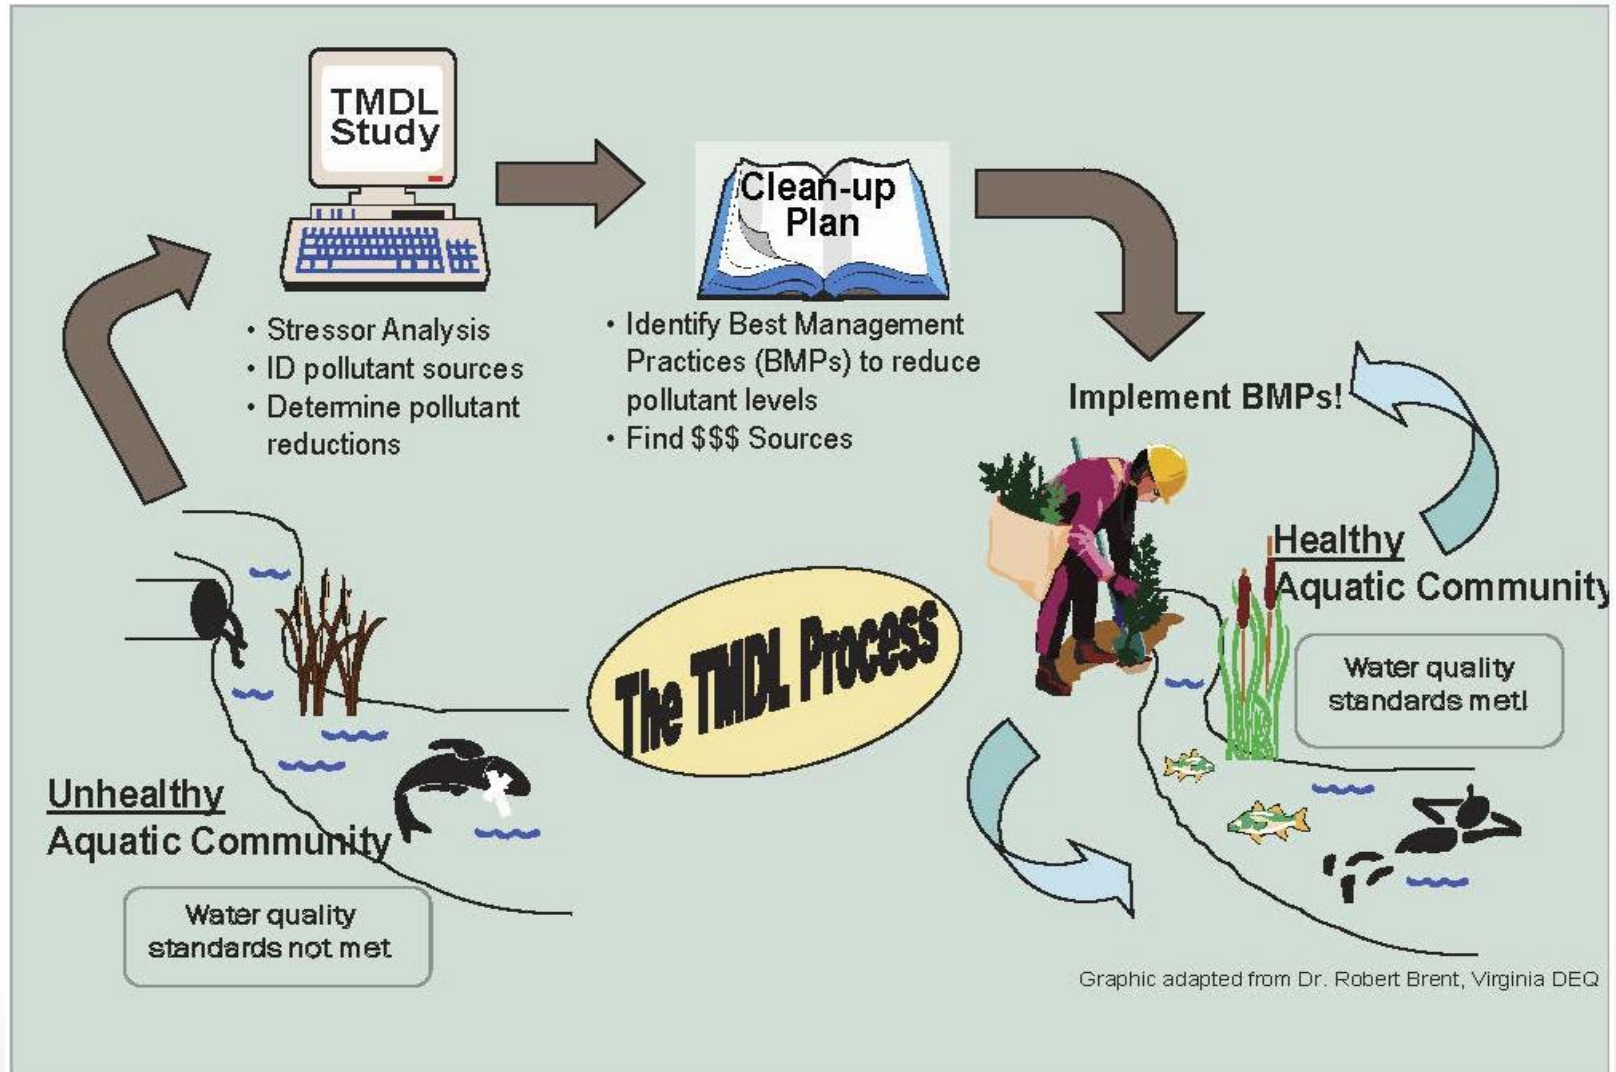 TMDL
Study
Clean-up
Plan
• Stressor Analysis
• ID pollutant sources
• Determine pollutant
reductions
• Identify Best Management
Practices (BMPs) to reduce
pollutant levels
• Find $$$ Sources
Implement BMPs!
Healthy
Aquatic Community
Water quality
standards met!
The TMDL Process
Unhealthy
Aquatic Community
Water quality
standards not met
Graphic adapted from Dr. Robert Brent, Virginia DEQ